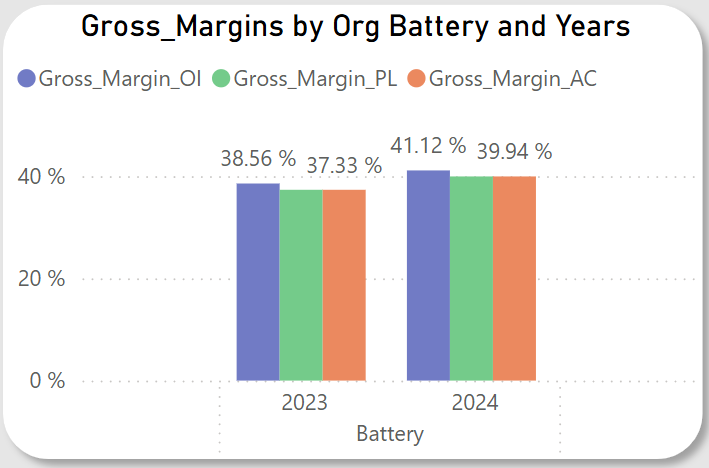 Gross_Margins by Org Battery and Years
Gross_Margin_OI Gross_Margin_PL Gross_Margin_AC
41.12 % 39.94 %
38.56 % 37.33 %
40 %
20 %
0 %
2023 2024
Battery